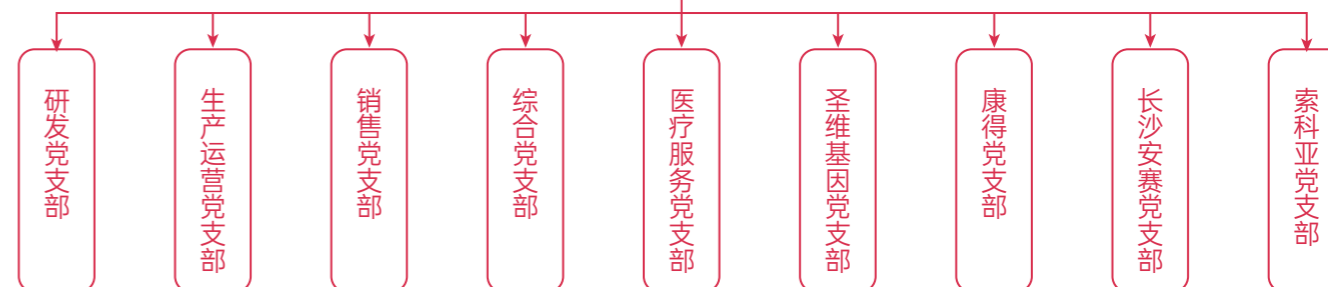 研发党支部
生产运营党支部
销售党支部
综合党支部
医疗服务党支部
圣维基因党支部
康得党支部
长沙安赛党支部
索科亚党支部